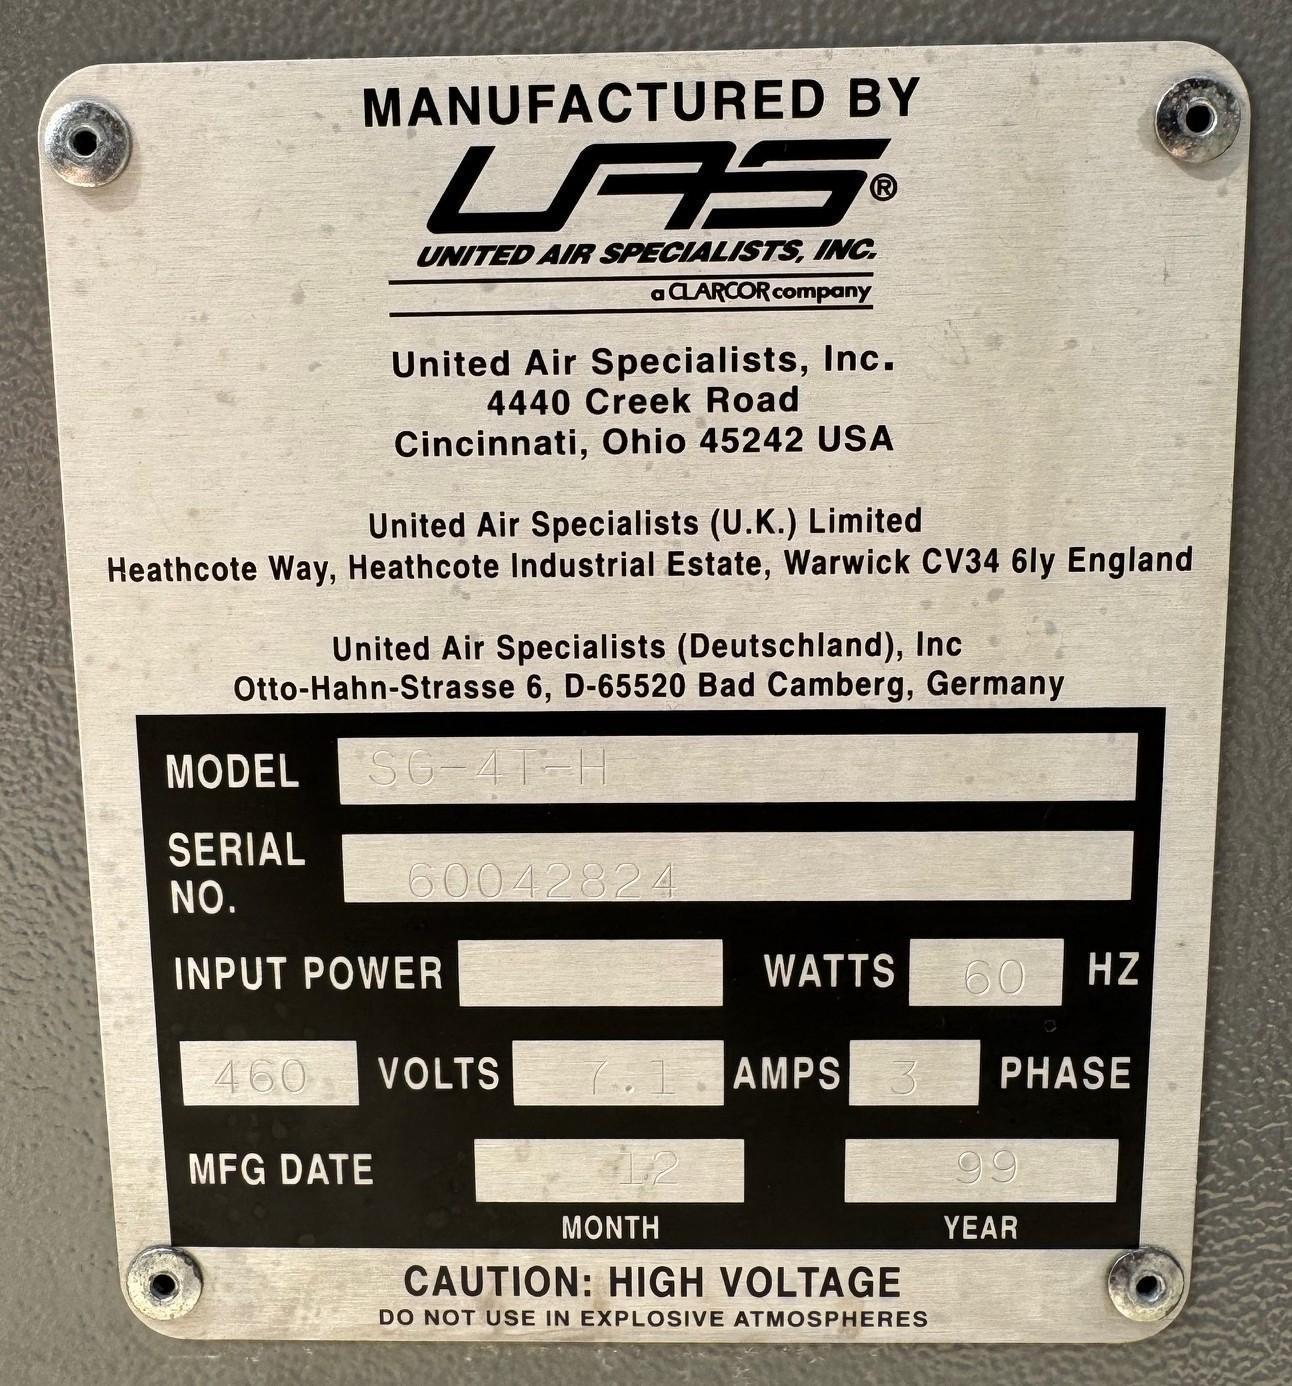 MANUFACTURED BY
UAS®
UNITED AIR SPECIALISTS, INC.
a CLARCOR company
United Air Specialists, Inc.
4440 Creek Road
Cincinnati, Ohio 45242 USA
United Air Specialists (U.K.) Limited
Heathcote Way, Heathcote Industrial Estate, Warwick CV34 6ly England
United Air Specialists (Deutschland), Inc
Otto-Hahn-Strasse 6, D-65520 Bad Camberg, Germany
MODEL SG-4T-H
SERIAL
NO. 60042824
INPUT POWER WATTS 60 HZ
460 VOLTS 7.1 AMPS 3 PHASE
MFG DATE 12 99
MONTH YEAR
CAUTION: HIGH VOLTAGE
DO NOT USE IN EXPLOSIVE ATMOSPHERES